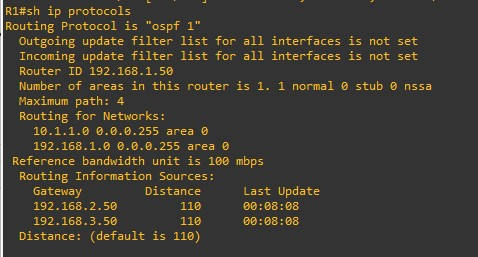 R1#sh ip protocols
Routing Protocol is "ospf 1"
  Outgoing update filter list for all interfaces is not set
  Incoming update filter list for all interfaces is not set
  Router ID 192.168.1.50
  Number of areas in this router is 1. 1 normal 0 stub 0 nssa
  Maximum path: 4
  Routing for Networks:
    10.1.1.0 0.0.0.255 area 0
    192.168.1.0 0.0.0.255 area 0
 Reference bandwidth unit is 100 mbps
  Routing Information Sources:
    Gateway         Distance      Last Update
    192.168.2.50         110      00:08:08
    192.168.3.50         110      00:08:08
  Distance: (default is 110)